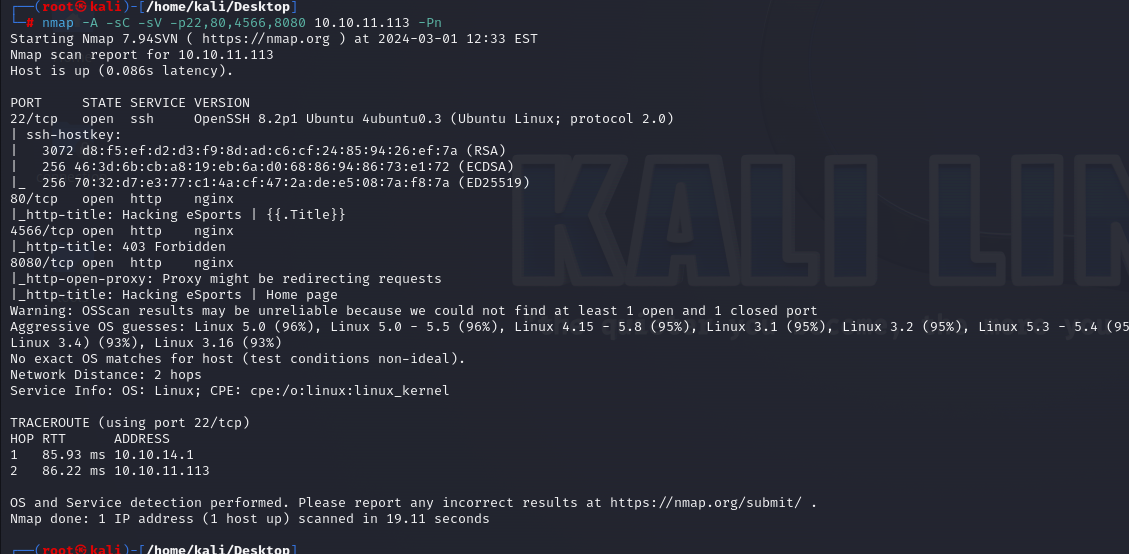 ┌──(root㉿kali)-[/home/kali/Desktop]
└─# nmap -A -sC -sV -p22,80,4566,8080 10.10.11.113 -Pn
Starting Nmap 7.94SVN ( https://nmap.org ) at 2024-03-01 12:33 EST
Nmap scan report for 10.10.11.113
Host is up (0.086s latency).
PORT     STATE SERVICE VERSION
22/tcp   open  ssh     OpenSSH 8.2p1 Ubuntu 4ubuntu0.3 (Ubuntu Linux; protocol 2.0)
| ssh-hostkey:
|   3072 d8:f5:ef:d2:d3:f9:8d:ad:c6:cf:24:85:94:26:ef:7a (RSA)
|   256 46:3d:6b:cb:a8:19:eb:6a:d0:68:86:94:86:73:e1:72 (ECDSA)
|_  256 70:32:d7:e3:77:c1:4a:cf:47:2a:de:e5:08:7a:f8:7a (ED25519)
80/tcp   open  http    nginx
|_http-title: Hacking eSports | {{.Title}}
4566/tcp open  http    nginx
|_http-title: 403 Forbidden
8080/tcp open  http    nginx
|_http-open-proxy: Proxy might be redirecting requests
|_http-title: Hacking eSports | Home page
Warning: OSScan results may be unreliable because we could not find at least 1 open and 1 closed port
Aggressive OS guesses: Linux 5.0 (96%), Linux 5.0 - 5.5 (96%), Linux 4.15 - 5.8 (95%), Linux 3.1 (95%), Linux 3.2 (95%), Linux 5.3 - 5.4 (95
Linux 3.4) (93%), Linux 3.16 (93%)
No exact OS matches for host (test conditions non-ideal).
Network Distance: 2 hops
Service Info: OS: Linux; CPE: cpe:/o:linux:linux_kernel
TRACEROUTE (using port 22/tcp)
HOP RTT      ADDRESS
1   85.93 ms 10.10.14.1
2   86.22 ms 10.10.11.113
OS and Service detection performed. Please report any incorrect results at https://nmap.org/submit/ .
Nmap done: 1 IP address (1 host up) scanned in 19.11 seconds
┌──(root㉿kali)-[/home/kali/Desktop]
KALI LIN